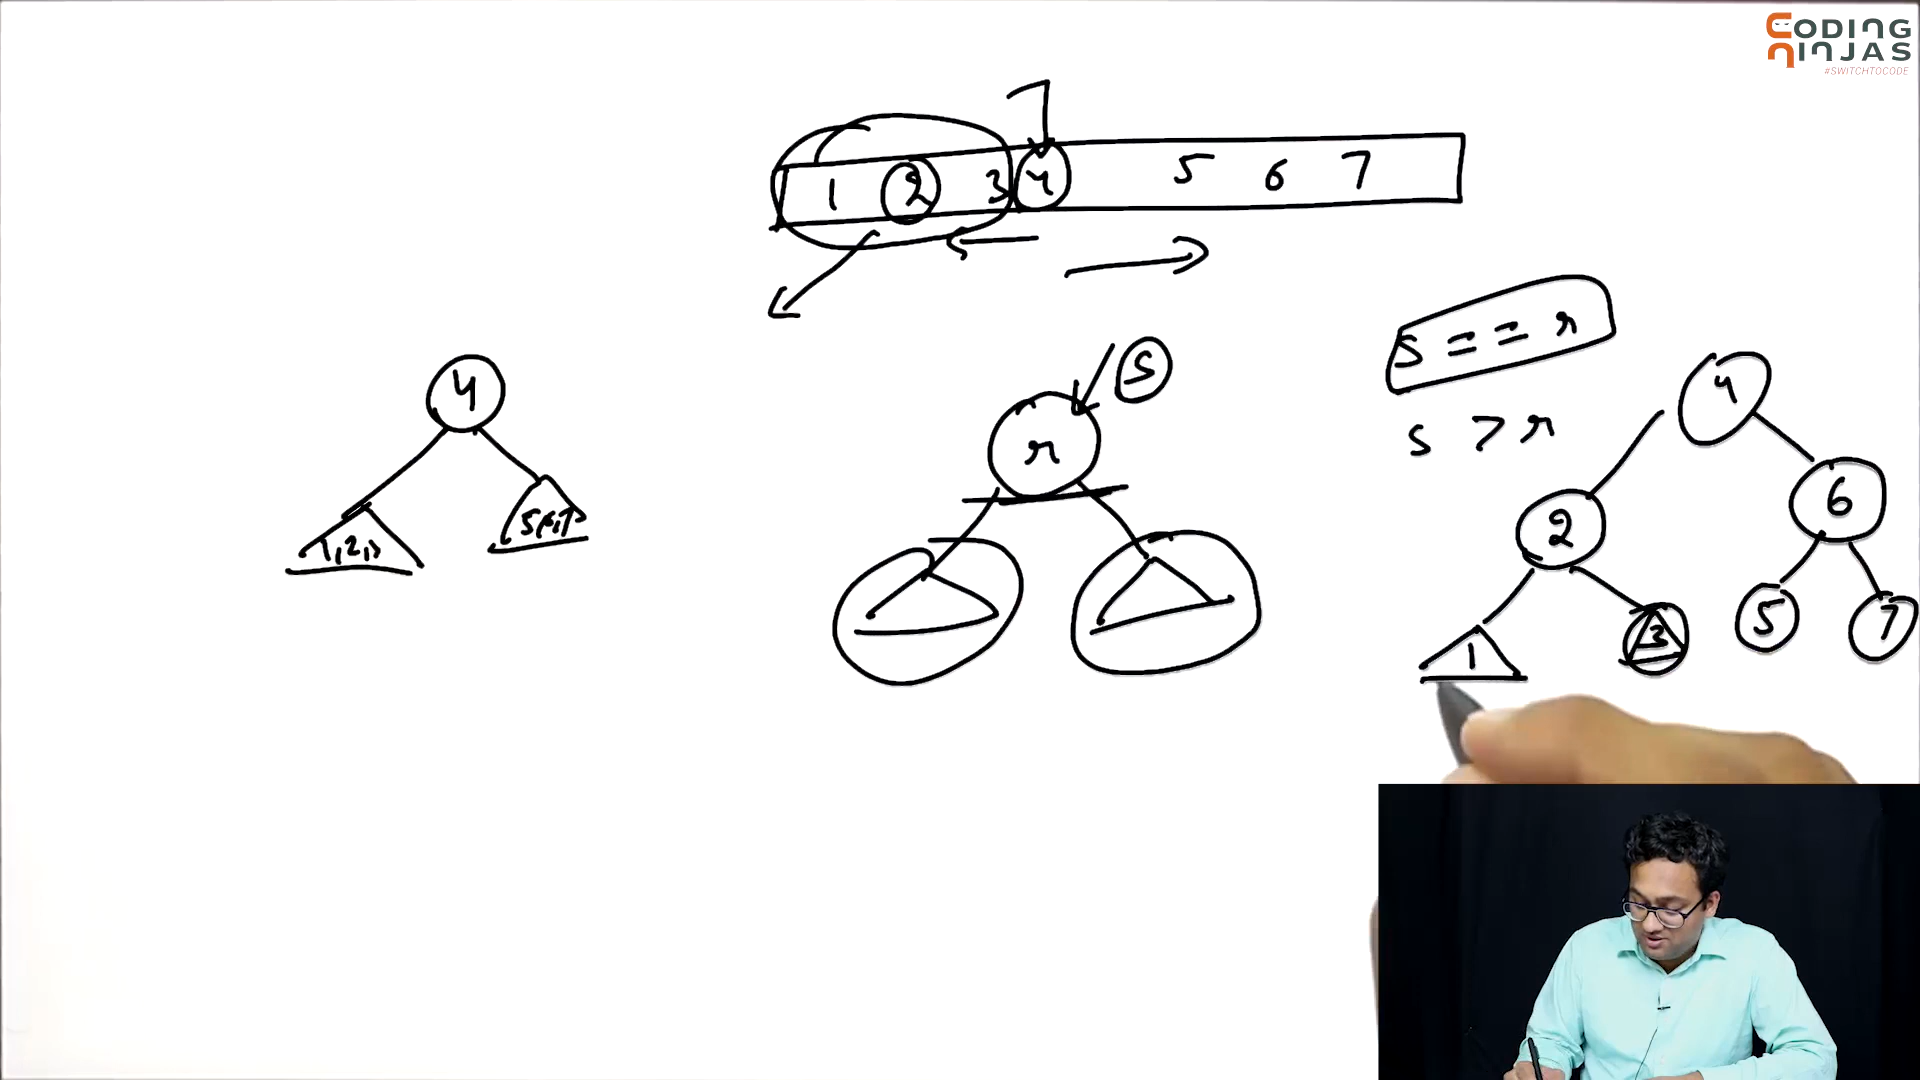 CODING
NINJAS
#SWITCHTOCODE
1 2 3 4 5 6 7
S == r
S
4
4
r
S > r
6
2
1,2,3
5,6,7
5
7
3
1